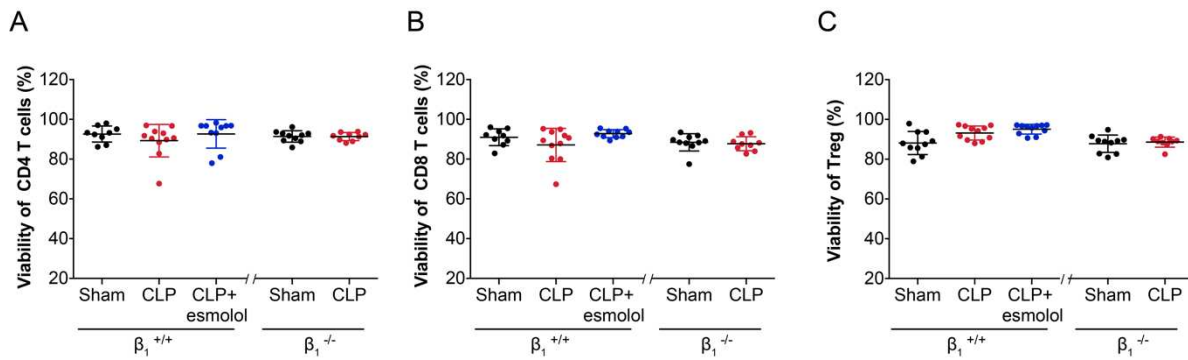 A
B
C
Viability of CD4 T cells (%)
120
100
80
60
40
20
Sham
CLP
CLP+
esmolol
Sham
CLP
β₁ +/+
β₁ -/-
Viability of CD8 T cells (%)
120
100
80
60
40
20
Sham
CLP
CLP+
esmolol
Sham
CLP
β₁ +/+
β₁ -/-
Viability of Treg (%)
120
100
80
60
40
20
Sham
CLP
CLP+
esmolol
Sham
CLP
β₁ +/+
β₁ -/-